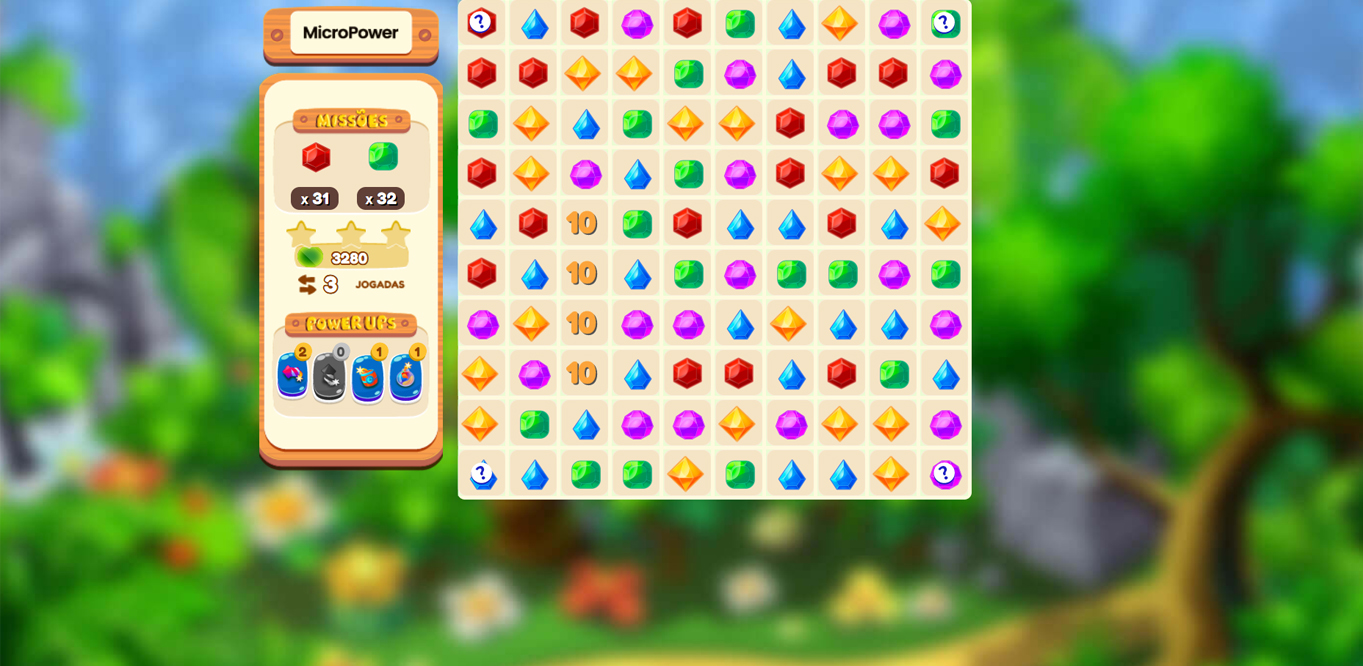 MicroPower
MISSÕES
x 31 x 32
3280
3 JOGADAS
POWER UPS
2 0 1 1
? ?
10
10
10
10
? ?